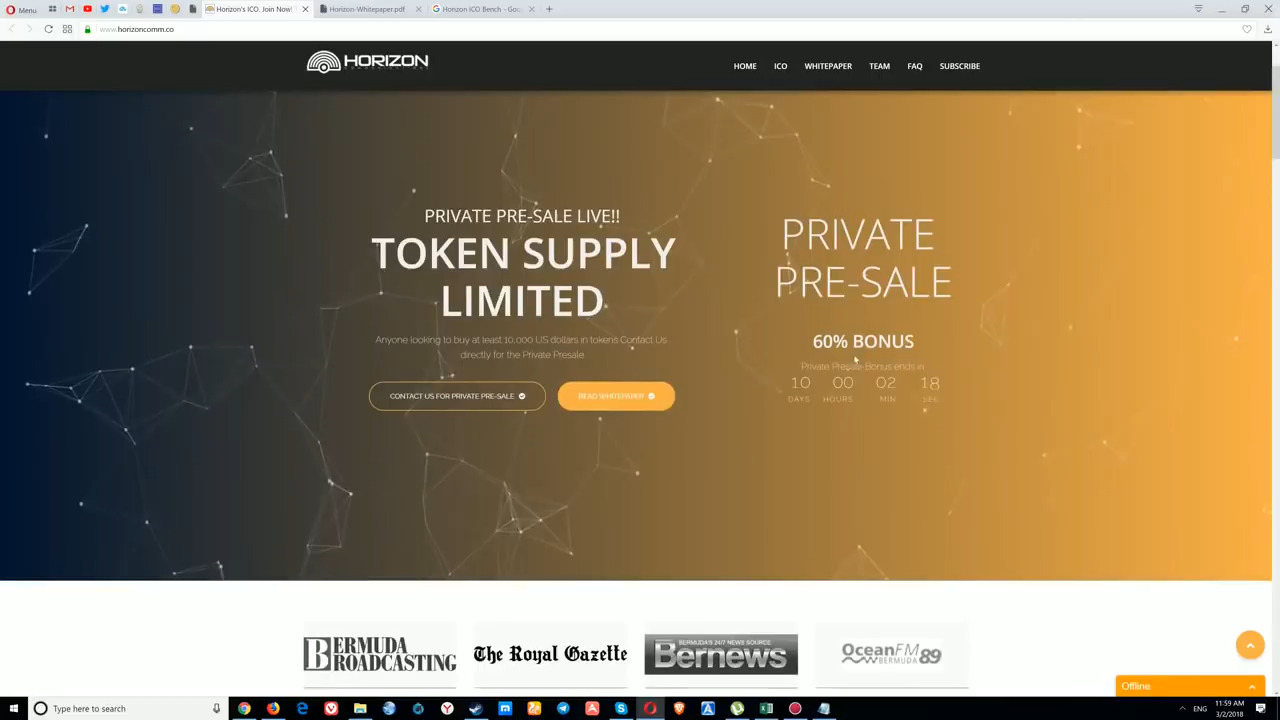 Menu
Horizon's ICO. Join Now!
Horizon-Whitepaper.pdf
Horizon ICO Bench - Goo
www.horizoncomm.co
HORIZON
HOME
ICO
WHITEPAPER
TEAM
FAQ
SUBSCRIBE
PRIVATE PRE-SALE LIVE!!
TOKEN SUPPLY
LIMITED
Anyone looking to buy at least 10,000 US dollars in tokens Contact Us
directly for the Private Presale
CONTACT US FOR PRIVATE PRE-SALE
READ WHITEPAPER
PRIVATE
PRE-SALE
60% BONUS
Private Presale Bonus ends in
10 00 02 18
DAYS HOURS MIN SEC
BERMUDA
BROADCASTING
The Royal Gazette
BERMUDA'S 24/7 NEWS SOURCE
Bernews
OceanFM
BERMUDA 89
Offline
Type here to search
ENG
11:59 AM
3/2/2018